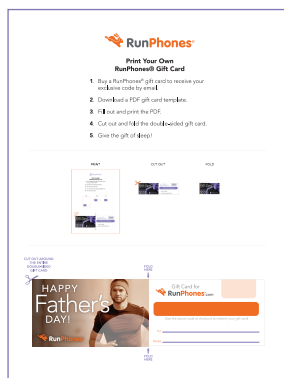 RunPhones®
Print Your Own
RunPhones® Gift Card
1. Buy a RunPhones® gift card to receive your
exclusive code by email.
2. Download a PDF gift card template.
3. Fill out and print the PDF.
4. Cut out and fold the double-sided gift card.
5. Give the gift of sleep!
PRINT
CUT OUT
FOLD
CUT OUT AROUND
THE ENTIRE
DOUBLE-SIDED
GIFT CARD
FOLD
HERE
HAPPY
Father's
DAY!
RunPhones
Gift Card for
RunPhones.com
FOLD
HERE